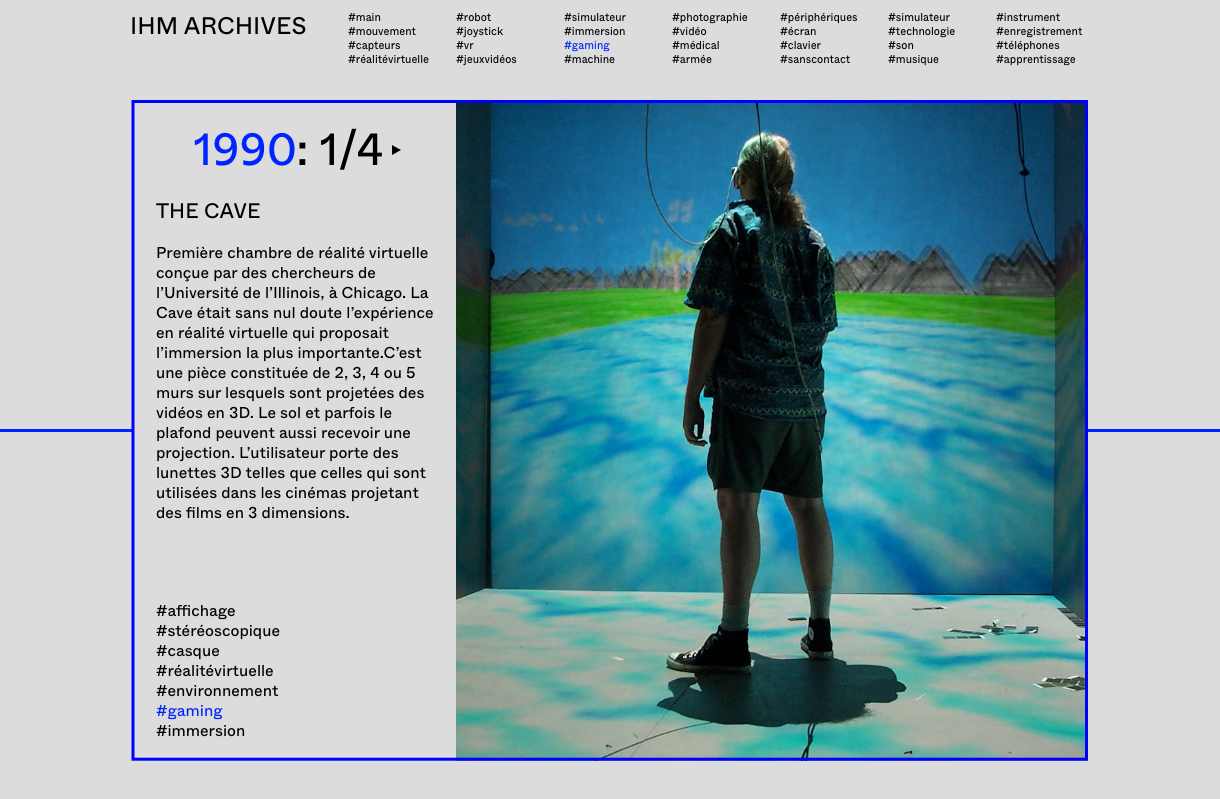 IHM ARCHIVES
#main
#mouvement
#capteurs
#réalitévirtuelle
#robot
#joystick
#vr
#jeuxvidéos
#simulateur
#immersion
#gaming
#machine
#photographie
#vidéo
#médical
#armée
#périphériques
#écran
#clavier
#sanscontact
#simulateur
#technologie
#son
#musique
#instrument
#enregistrement
#téléphones
#apprentissage
1990: 1/4
THE CAVE
Première chambre de réalité virtuelle
conçue par des chercheurs de
l’Université de l’Illinois, à Chicago. La
Cave était sans nul doute l’expérience
en réalité virtuelle qui proposait
l’immersion la plus importante.C’est
une pièce constituée de 2, 3, 4 ou 5
murs sur lesquels sont projetées des
vidéos en 3D. Le sol et parfois le
plafond peuvent aussi recevoir une
projection. L’utilisateur porte des
lunettes 3D telles que celles qui sont
utilisées dans les cinémas projetant
des films en 3 dimensions.
#affichage
#stéréoscopique
#casque
#réalitévirtuelle
#environnement
#gaming
#immersion